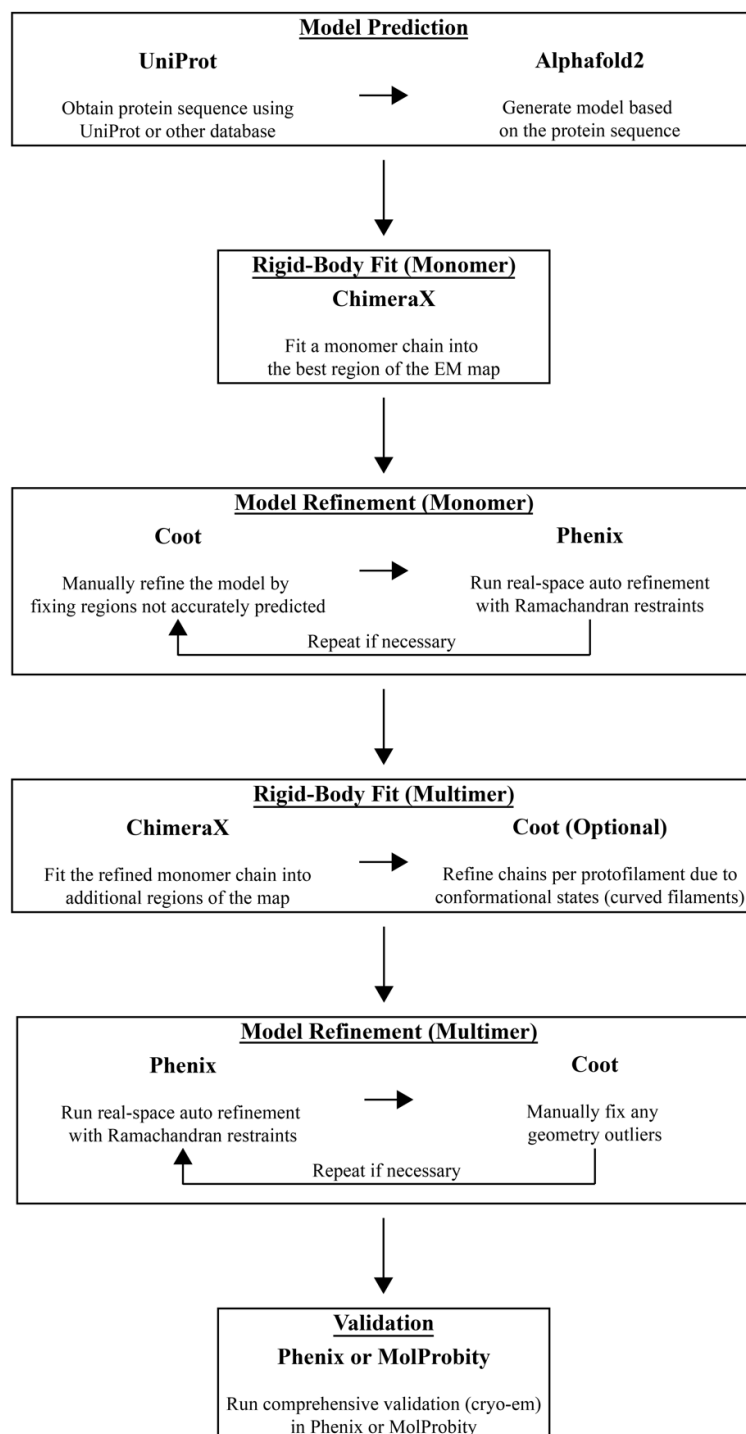 Model Prediction
UniProt
Obtain protein sequence using
UniProt or other database
Alphafold2
Generate model based
on the protein sequence
Rigid-Body Fit (Monomer)
ChimeraX
Fit a monomer chain into
the best region of the EM map
Model Refinement (Monomer)
Coot
Manually refine the model by
fixing regions not accurately predicted
Phenix
Run real-space auto refinement
with Ramachandran restraints
Repeat if necessary
Rigid-Body Fit (Multimer)
ChimeraX
Fit the refined monomer chain into
additional regions of the map
Coot (Optional)
Refine chains per protofilament due to
conformational states (curved filaments)
Model Refinement (Multimer)
Phenix
Run real-space auto refinement
with Ramachandran restraints
Coot
Manually fix any
geometry outliers
Repeat if necessary
Validation
Phenix or MolProbity
Run comprehensive validation (cryo-em)
in Phenix or MolProbity